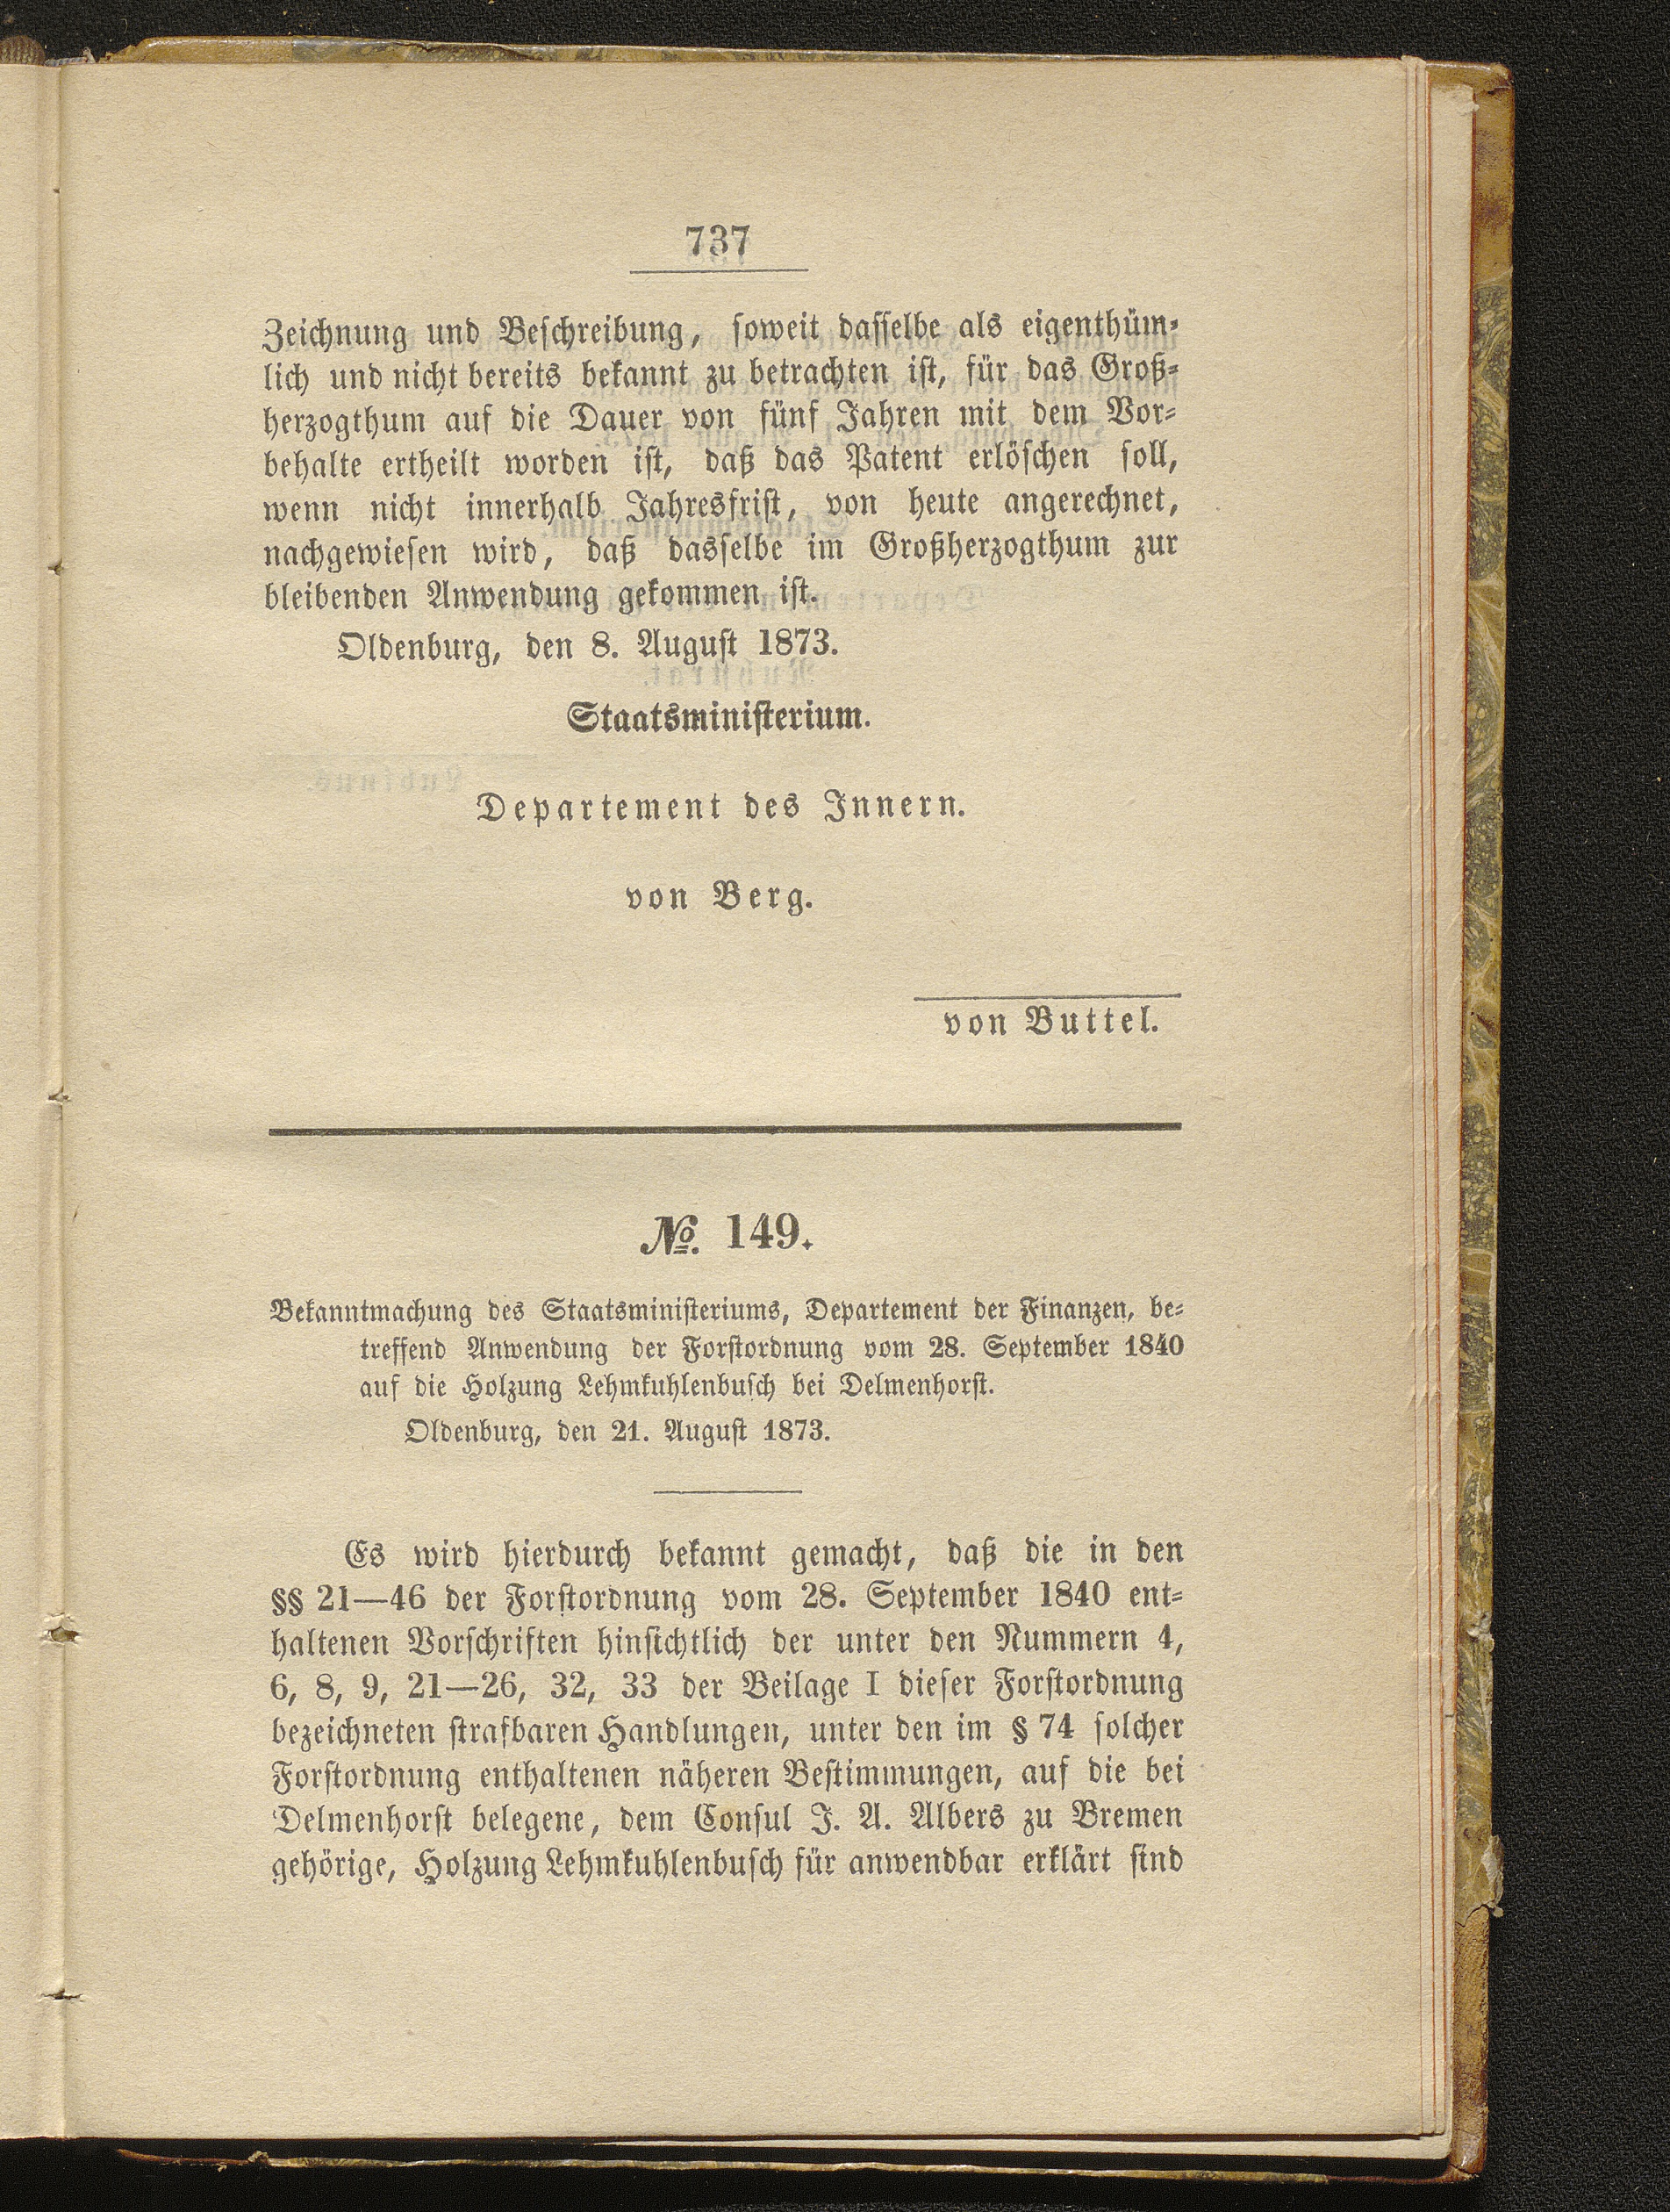 737
Zeichnung und Beschreibung, soweit dasselbe als eigenthüm-
lich und nicht bereits bekannt zu betrachten ist, für das Groß-
herzogthum auf die Dauer von fünf Jahren mit dem Vor-
behalte ertheilt worden ist, daß das Patent erlöschen soll,
wenn nicht innerhalb Jahresfrist, von heute angerechnet,
nachgewiesen wird, daß dasselbe im Großherzogthum zur
bleibenden Anwendung gekommen ist.
Oldenburg, den 8. August 1873.
Staatsministerium.
Departement des Innern.
von Berg.
von Buttel.
№. 149.
Bekanntmachung des Staatsministeriums, Departement der Finanzen, be-
treffend Anwendung der Forstordnung vom 28. September 1840
auf die Holzung Lehmkuhlenbusch bei Delmenhorst.
Oldenburg, den 21. August 1873.
Es wird hierdurch bekannt gemacht, daß die in den
§§ 21—46 der Forstordnung vom 28. September 1840 ent-
haltenen Vorschriften hinsichtlich der unter den Nummern 4,
6, 8, 9, 21—26, 32, 33 der Beilage I dieser Forstordnung
bezeichneten strafbaren Handlungen, unter den im § 74 solcher
Forstordnung enthaltenen näheren Bestimmungen, auf die bei
Delmenhorst belegene, dem Consul J. A. Albers zu Bremen
gehörige, Holzung Lehmkuhlenbusch für anwendbar erklärt sind